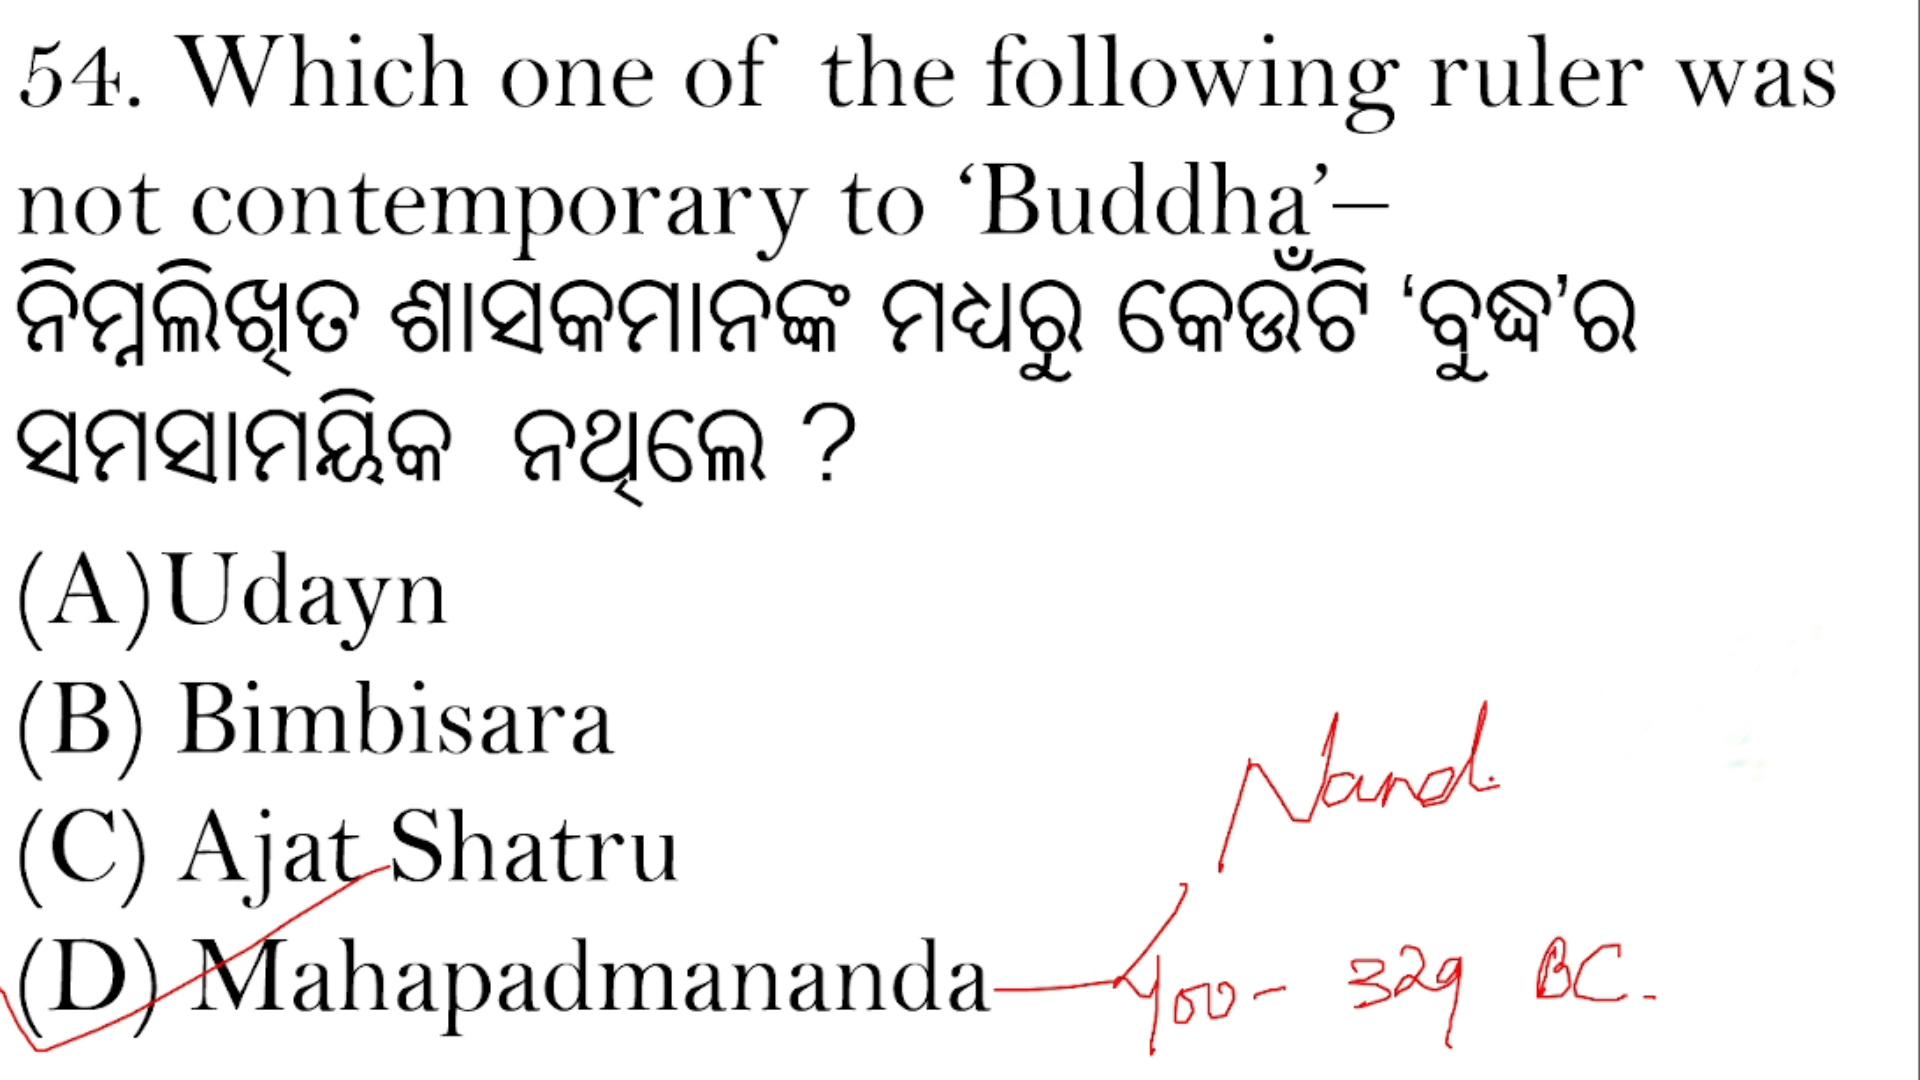 54. Which one of the following ruler was
not contemporary to ‘Buddha’–
ନିମ୍ନଲିଖିତ ଶାସକମାନଙ୍କ ମଧ୍ୟରୁ କେଉଁଟି ‘ବୁଦ୍ଧ’ର
ସମସାମୟିକ ନଥିଲେ ?
(A)Udayn
(B) Bimbisara
Nand.
(C) Ajat Shatru
(D) Mahapadmananda
400- 329 BC.